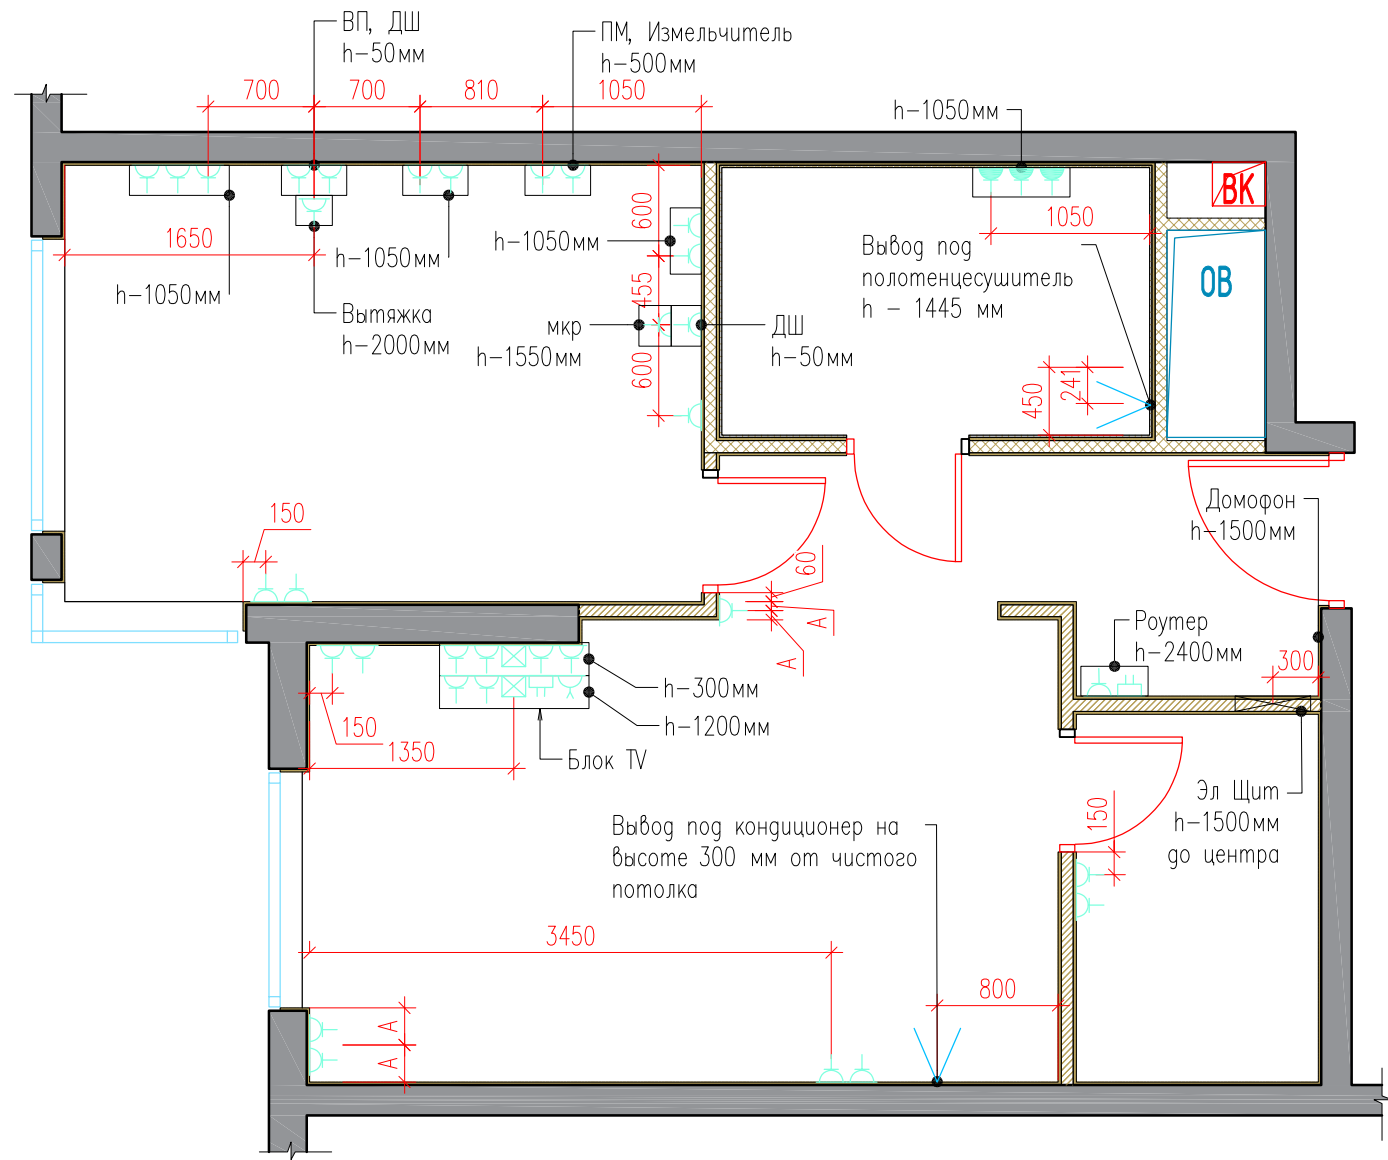 ВП, ДШ
h-50мм
ПМ, Измельчитель
h-500мм
700
700
810
1050
h-1050мм
ВК
1650
600
h-1050мм
h-1050мм
h-1050мм
455
1050
Вывод под
полотенцесушитель
h - 1445 мм
ОВ
Вытяжка
h-2000мм
мкр
h-1550мм
ДШ
h-50мм
600
450
241
150
60
А
А
Домофон
h-1500мм
Роутер
h-2400мм
300
h-300мм
h-1200мм
150
1350
Блок TV
Эл Щит
h-1500мм
до центра
150
Вывод под кондиционер на
высоте 300 мм от чистого
потолка
3450
800
А
А